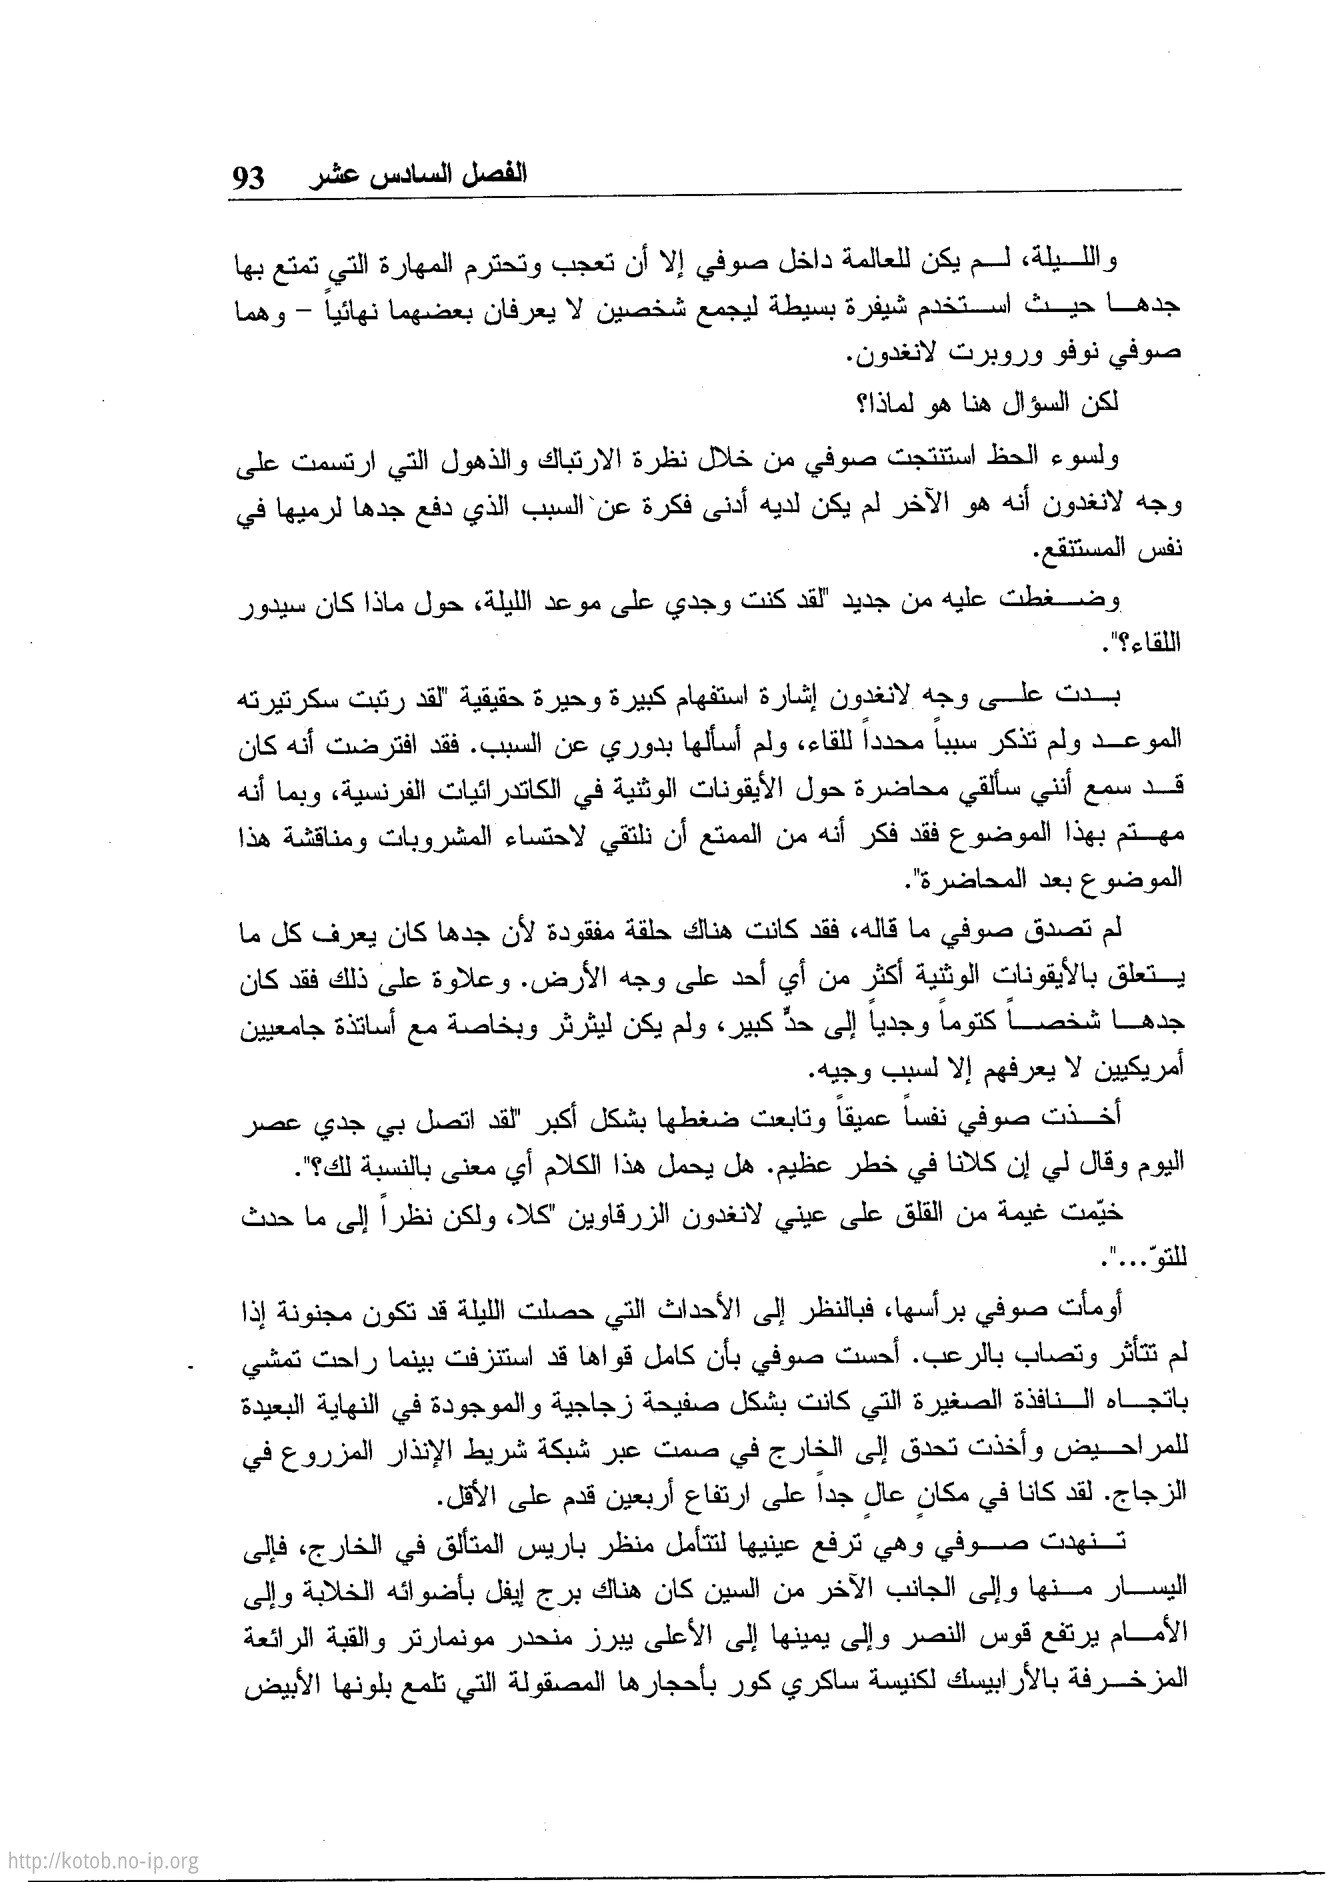 الفصل السادس عشر 93
والليلة، لم يكن للعالمة داخل صوفي إلا أن تعجب وتحترم المهارة التي تمتع بها
جدها حيث استخدم شيفرة بسيطة ليجمع شخصين لا يعرفان بعضهما نهائياً – وهما
صوفي نوفو وروبرت لانغدون.
لكن السؤال هنا هو لماذا؟
ولسوء الحظ استنتجت صوفي من خلال نظرة الارتباك والذهول التي ارتسمت على
وجه لانغدون أنه هو الآخر لم يكن لديه أدنى فكرة عن السبب الذي دفع جدها لرميها في
نفس المستنقع.
وضغطت عليه من جديد "لقد كنت وجدي على موعد الليلة، حول ماذا كان سيدور
اللقاء؟".
بدت على وجه لانغدون إشارة استفهام كبيرة وحيرة حقيقية "لقد رتبت سكرتيرته
الموعد ولم تذكر سبباً محدداً للقاء، ولم أسألها بدوري عن السبب. فقد افترضت أنه كان
قد سمع أنني سألقي محاضرة حول الأيقونات الوثنية في الكاتدرائيات الفرنسية، وبما أنه
مهتم بهذا الموضوع فقد فكر أنه من الممتع أن نلتقي لاحتساء المشروبات ومناقشة هذا
الموضوع بعد المحاضرة".
لم تصدق صوفي ما قاله، فقد كانت هناك حلقة مفقودة لأن جدها كان يعرف كل ما
يتعلق بالأيقونات الوثنية أكثر من أي أحد على وجه الأرض. وعلاوة على ذلك فقد كان
جدها شخصاً كتوماً وجدياً إلى حدٍّ كبير، ولم يكن ليثرثر وبخاصة مع أساتذة جامعيين
أمريكيين لا يعرفهم إلا لسبب وجيه.
أخذت صوفي نفساً عميقاً وتابعت ضغطها بشكل أكبر "لقد اتصل بي جدي عصر
اليوم وقال لي إن كلانا في خطر عظيم. هل يحمل هذا الكلام أي معنى بالنسبة لك؟".
خيّمت غيمة من القلق على عيني لانغدون الزرقاوين "كلا، ولكن نظراً إلى ما حدث
للتوّ...".
أومأت صوفي برأسها، فبالنظر إلى الأحداث التي حصلت الليلة قد تكون مجنونة إذا
لم تتأثر وتصاب بالرعب. أحست صوفي بأن كامل قواها قد استنزفت بينما راحت تمشي
باتجاه النافذة الصغيرة التي كانت بشكل صفيحة زجاجية والموجودة في النهاية البعيدة
للمراحيض وأخذت تحدق إلى الخارج في صمت عبر شبكة شريط الإنذار المزروع في
الزجاج. لقد كانا في مكانٍ عالٍ جداً على ارتفاع أربعين قدم على الأقل.
تنهدت صوفي وهي ترفع عينيها لتتأمل منظر باريس المتألق في الخارج، فإلى
اليسار منها وإلى الجانب الآخر من السين كان هناك برج إيفل بأضوائه الخلابة وإلى
الأمام يرتفع قوس النصر وإلى يمينها إلى الأعلى يبرز منحدر مونمارتر والقبة الرائعة
المزخرفة بالأرابيسك لكنيسة ساكري كور بأحجارها المصقولة التي تلمع بلونها الأبيض
http://kotob.no-ip.org